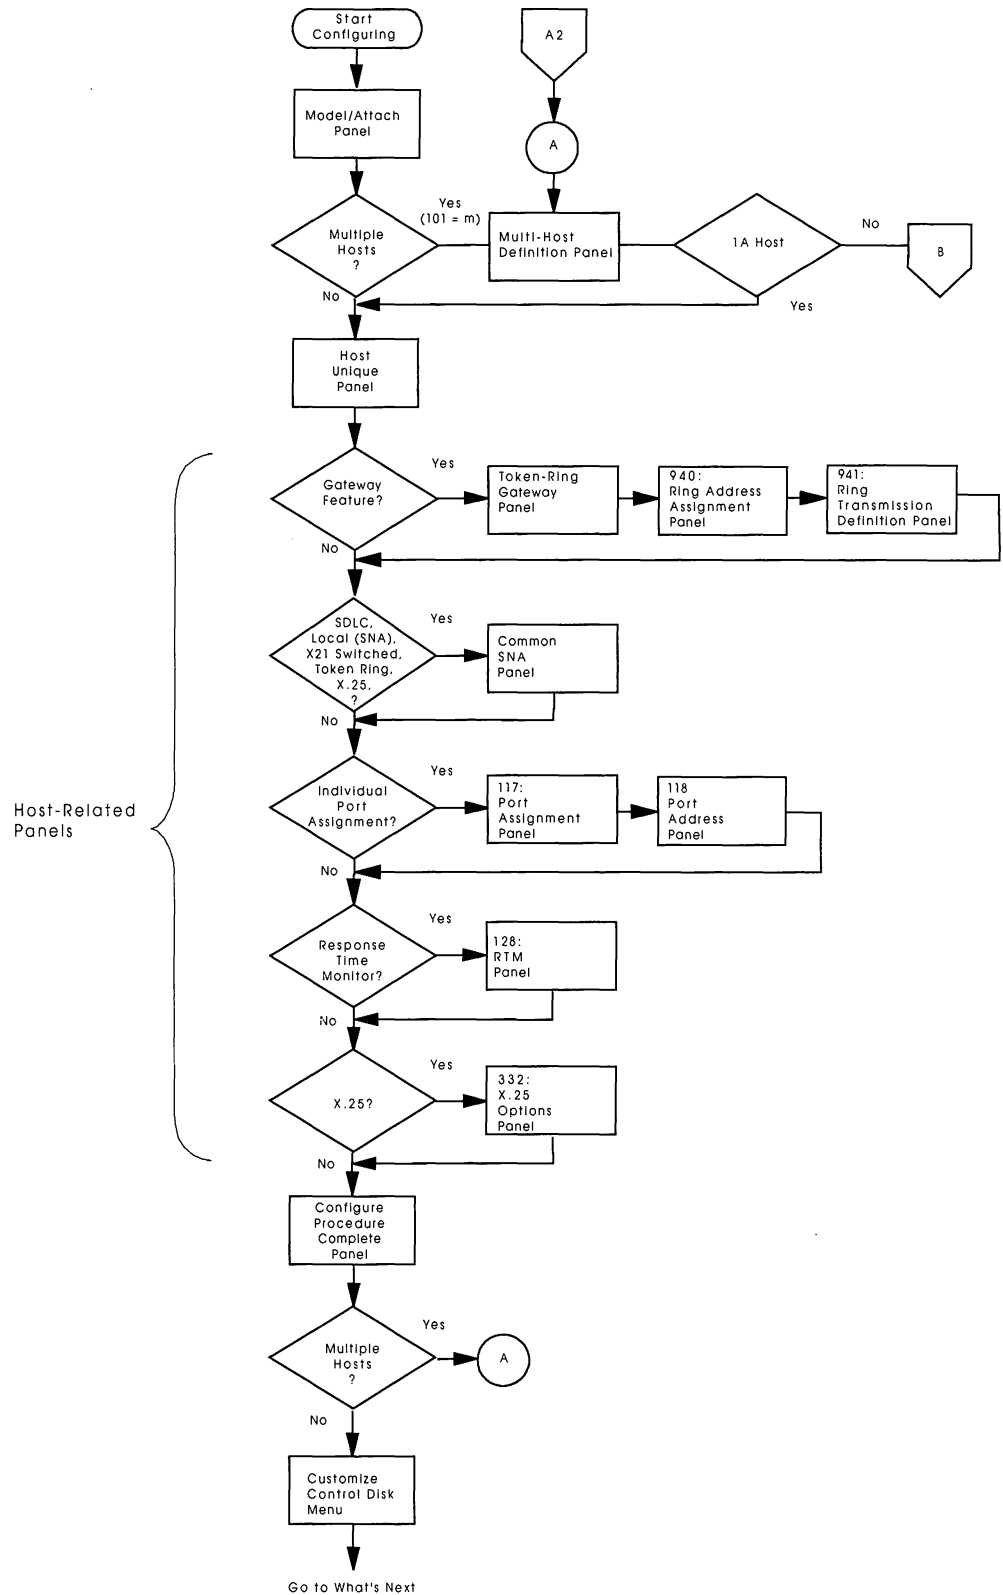 Start
Configuring
A2
Model/Attach
Panel
A
Yes
(101 = m)
Multiple
Hosts
?
Multi-Host
Definition Panel
1A Host
No
B
No
Yes
Host
Unique
Panel
Gateway
Feature?
Yes
Token-Ring
Gateway
Panel
940:
Ring Address
Assignment
Panel
941:
Ring
Transmission
Definition Panel
No
SDLC,
Local (SNA),
X21 Switched,
Token Ring,
X.25,
?
Yes
Common
SNA
Panel
No
Host-Related
Panels
Individual
Port
Assignment?
Yes
117:
Port
Assignment
Panel
118
Port
Address
Panel
No
Response
Time
Monitor?
Yes
128:
RTM
Panel
No
X.25?
Yes
332:
X.25
Options
Panel
No
Configure
Procedure
Complete
Panel
Multiple
Hosts
?
Yes
A
No
Customize
Control Disk
Menu
Go to What's Next